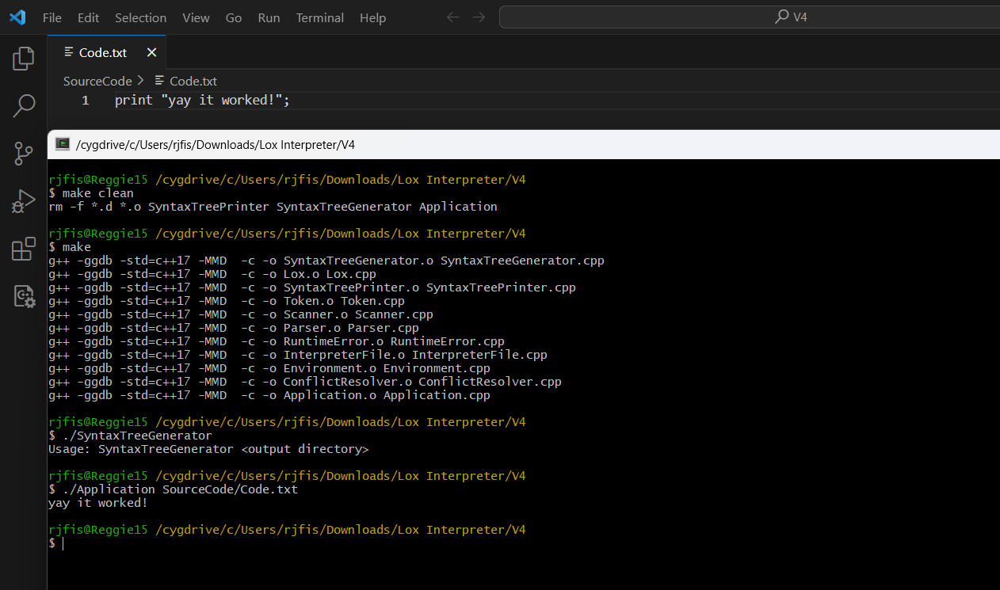 File Edit Selection View Go Run Terminal Help V4
Code.txt
SourceCode > Code.txt
1 print "yay it worked!";
/cygdrive/c/Users/rjfis/Downloads/Lox Interpreter/V4
rjfis@Reggie15 /cygdrive/c/Users/rjfis/Downloads/Lox Interpreter/V4
$ make clean
rm -f *.d *.o SyntaxTreePrinter SyntaxTreeGenerator Application
rjfis@Reggie15 /cygdrive/c/Users/rjfis/Downloads/Lox Interpreter/V4
$ make
g++ -ggdb -std=c++17 -MMD  -c -o SyntaxTreeGenerator.o SyntaxTreeGenerator.cpp
g++ -ggdb -std=c++17 -MMD  -c -o Lox.o Lox.cpp
g++ -ggdb -std=c++17 -MMD  -c -o SyntaxTreePrinter.o SyntaxTreePrinter.cpp
g++ -ggdb -std=c++17 -MMD  -c -o Token.o Token.cpp
g++ -ggdb -std=c++17 -MMD  -c -o Scanner.o Scanner.cpp
g++ -ggdb -std=c++17 -MMD  -c -o Parser.o Parser.cpp
g++ -ggdb -std=c++17 -MMD  -c -o RuntimeError.o RuntimeError.cpp
g++ -ggdb -std=c++17 -MMD  -c -o InterpreterFile.o InterpreterFile.cpp
g++ -ggdb -std=c++17 -MMD  -c -o Environment.o Environment.cpp
g++ -ggdb -std=c++17 -MMD  -c -o ConflictResolver.o ConflictResolver.cpp
g++ -ggdb -std=c++17 -MMD  -c -o Application.o Application.cpp
rjfis@Reggie15 /cygdrive/c/Users/rjfis/Downloads/Lox Interpreter/V4
$ ./SyntaxTreeGenerator
Usage: SyntaxTreeGenerator <output directory>
rjfis@Reggie15 /cygdrive/c/Users/rjfis/Downloads/Lox Interpreter/V4
$ ./Application SourceCode/Code.txt
yay it worked!
rjfis@Reggie15 /cygdrive/c/Users/rjfis/Downloads/Lox Interpreter/V4
$